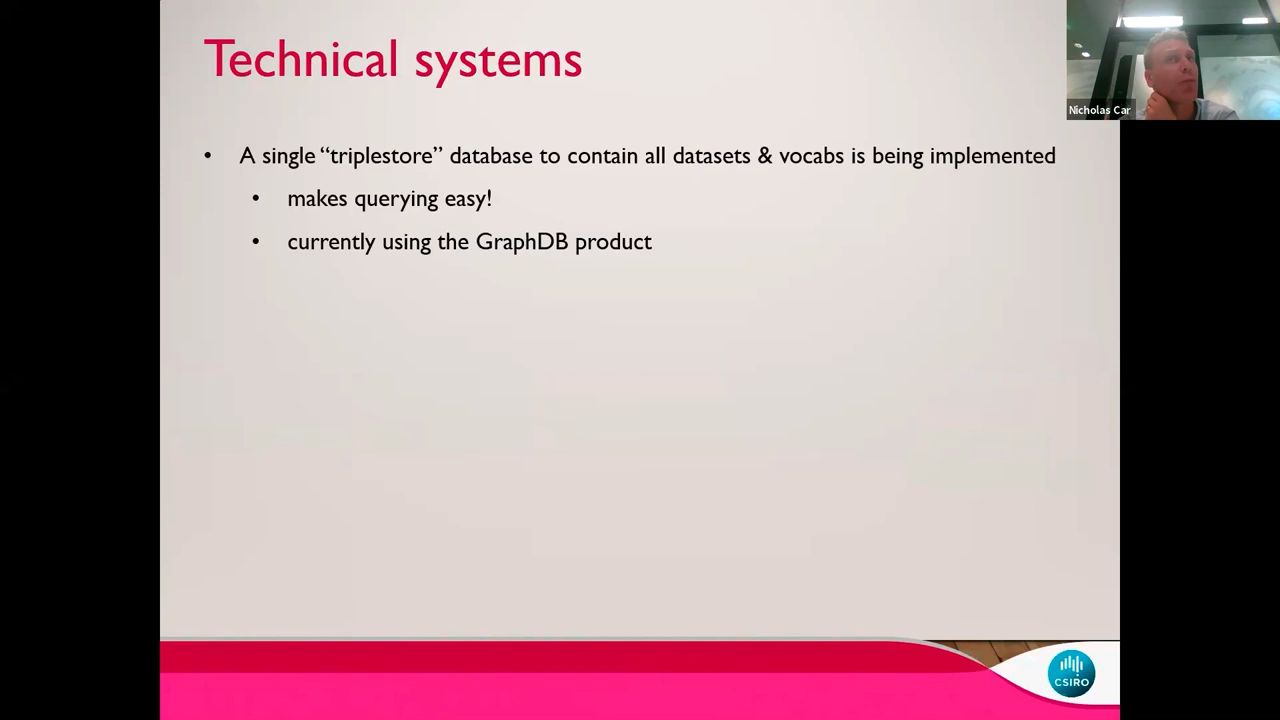 Technical systems
Nicholas Car
• A single “triplestore” database to contain all datasets & vocabs is being implemented
• makes querying easy!
• currently using the GraphDB product
CSIRO